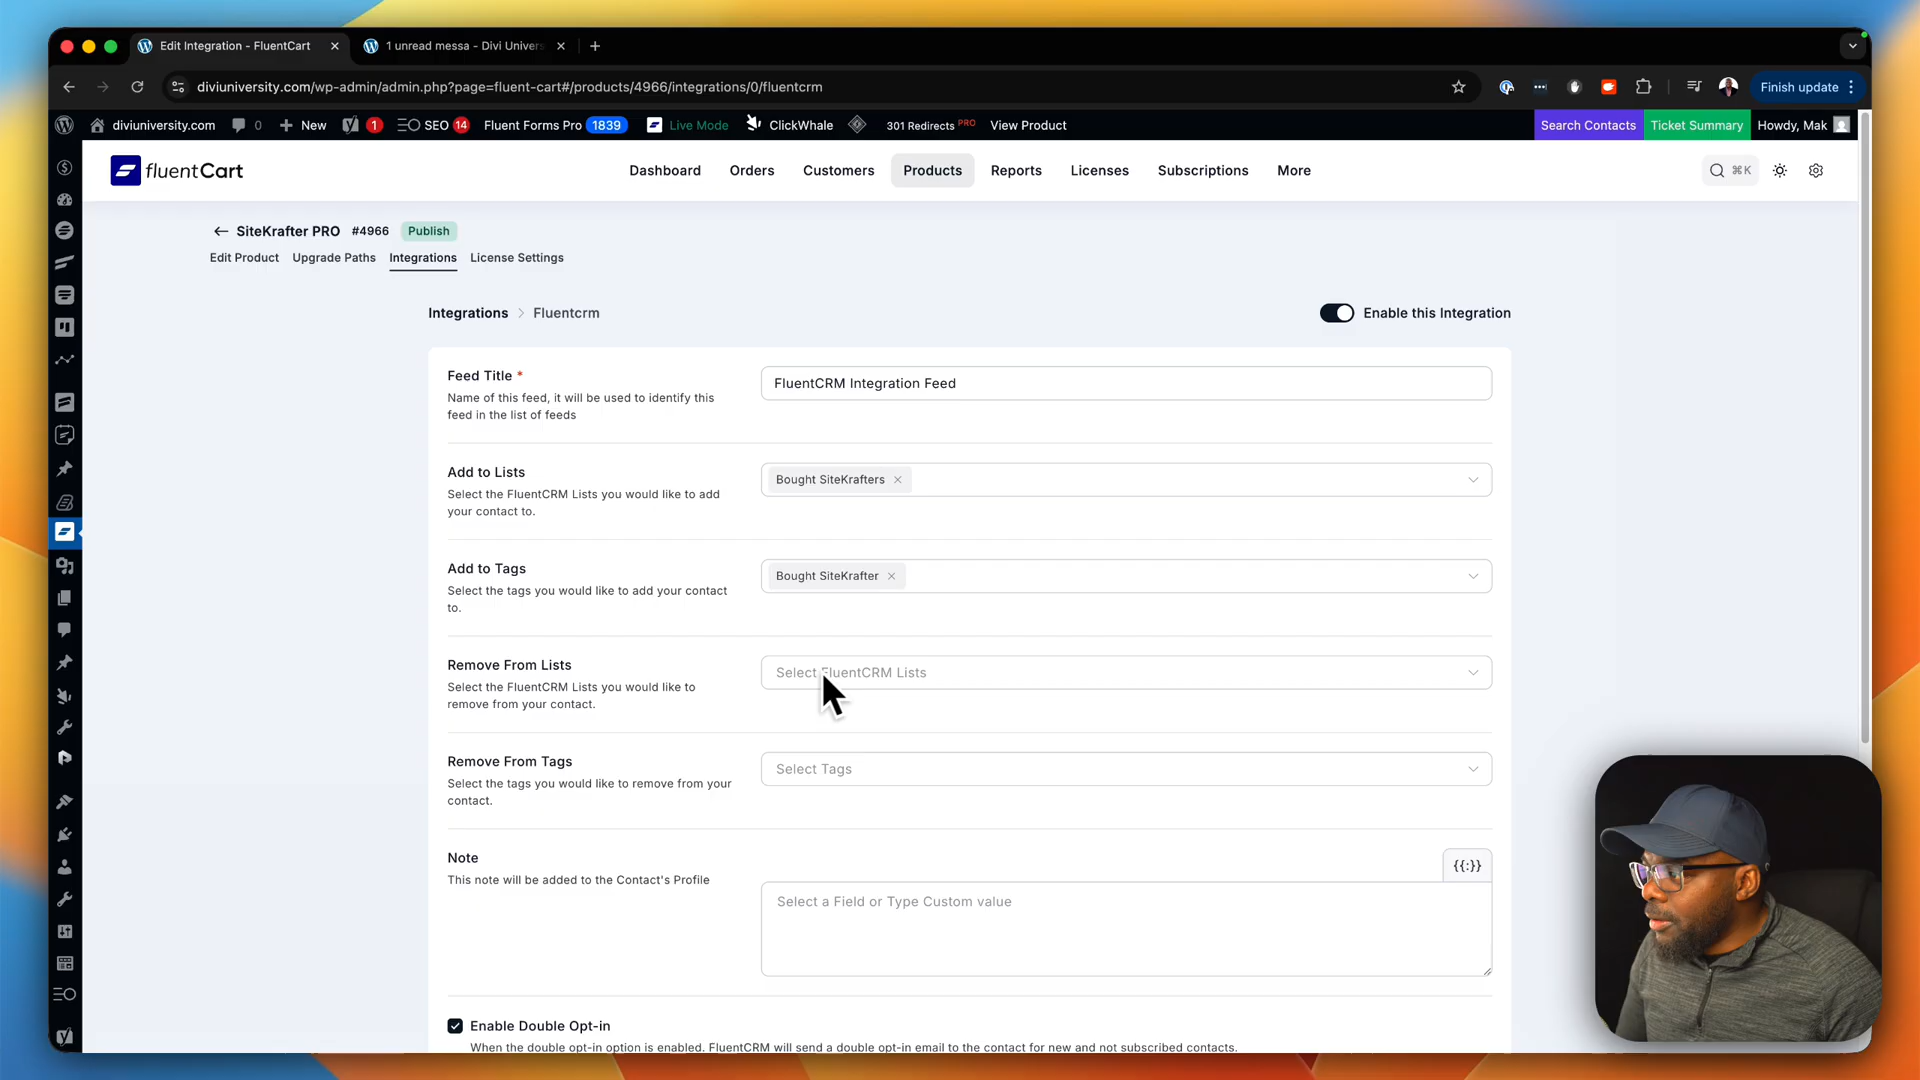 Edit Integration - FluentCart
1 unread messa - Divi Univers
diviuniversity.com/wp-admin/admin.php?page=fluent-cart#/products/4966/integrations/0/fluentcrm
Finish update
diviuniversity.com
0
New
1
SEO 14
Fluent Forms Pro 1839
Live Mode
ClickWhale
301 Redirects PRO
View Product
Search Contacts
Ticket Summary
Howdy, Mak
fluentCart
Dashboard
Orders
Customers
Products
Reports
Licenses
Subscriptions
More
⌘K
SiteKrafter PRO #4966 Publish
Edit Product
Upgrade Paths
Integrations
License Settings
Integrations > Fluentcrm
Enable this Integration
Feed Title *
Name of this feed, it will be used to identify this
feed in the list of feeds
FluentCRM Integration Feed
Add to Lists
Select the FluentCRM Lists you would like to add
your contact to.
Bought SiteKrafters
Add to Tags
Select the tags you would like to add your contact
to.
Bought SiteKrafter
Remove From Lists
Select the FluentCRM Lists you would like to
remove from your contact.
Select FluentCRM Lists
Remove From Tags
Select the tags you would like to remove from your
contact.
Select Tags
Note
This note will be added to the Contact's Profile
{{:}}
Select a Field or Type Custom value
Enable Double Opt-in
When the double opt-in option is enabled. FluentCRM will send a double opt-in email to the contact for new and not subscribed contacts.